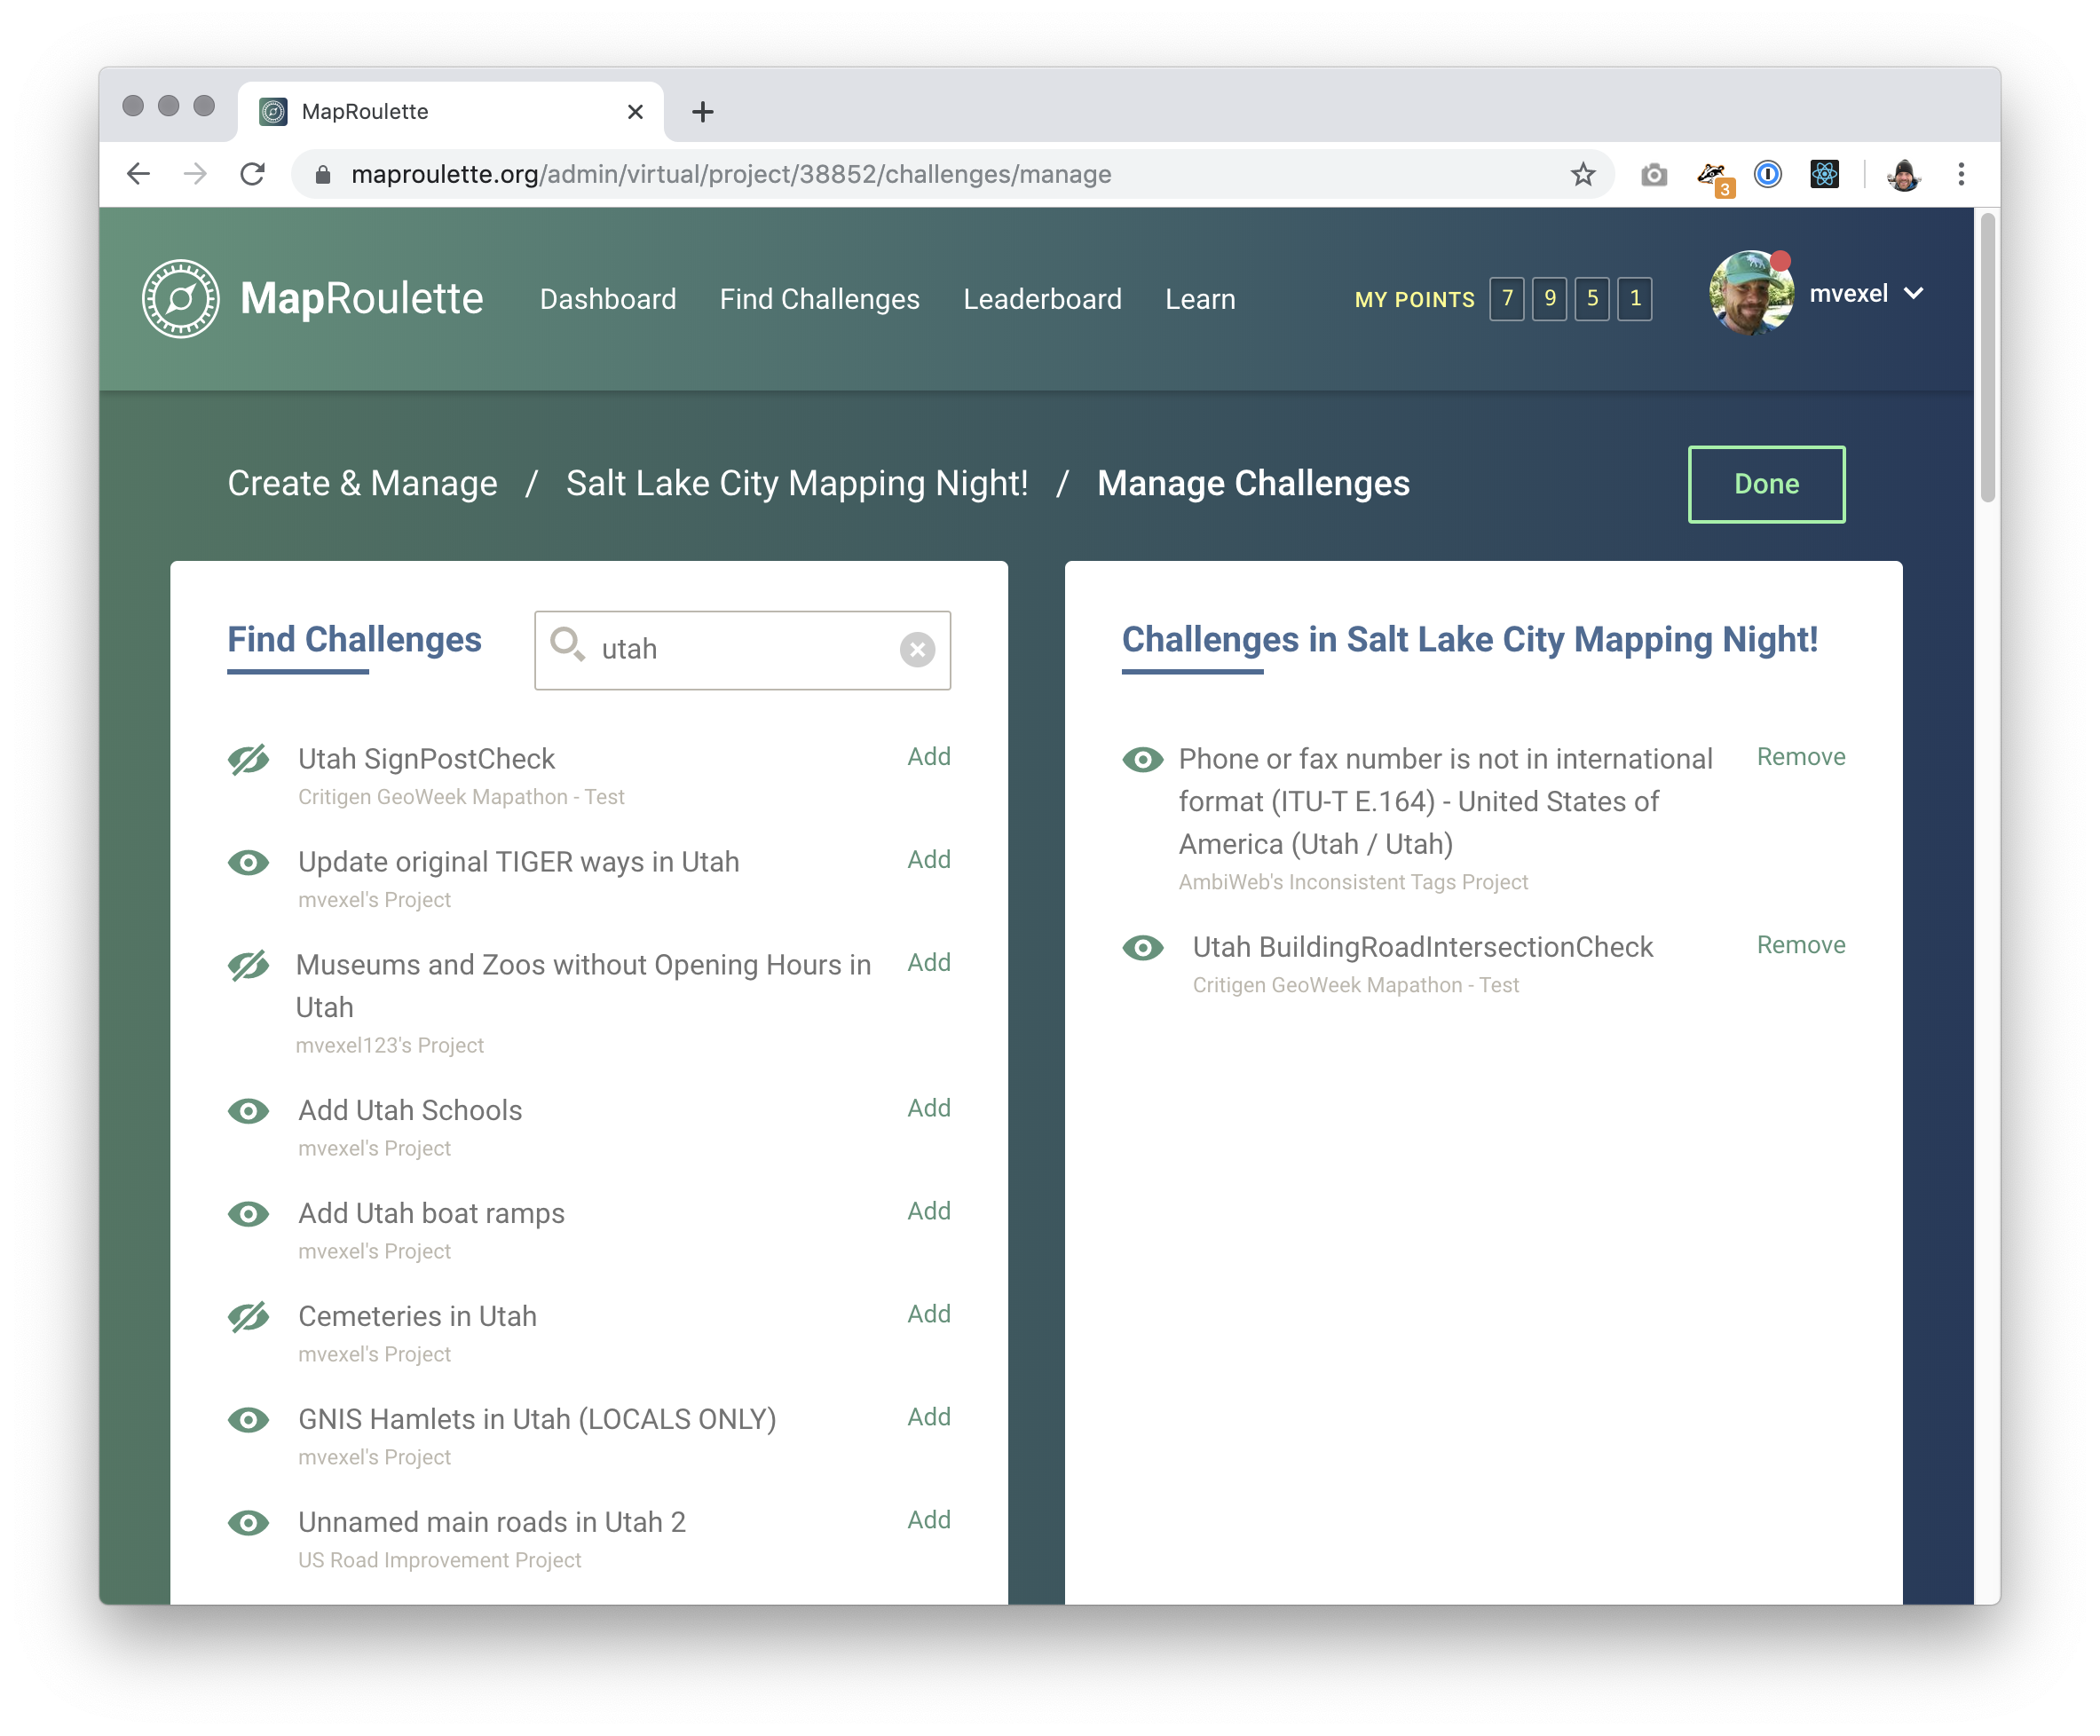 MapRoulette
maproulette.org/admin/virtual/project/38852/challenges/manage
3
MapRoulette
Dashboard
Find Challenges
Leaderboard
Learn
MY POINTS 7 9 5 1
mvexel
Create & Manage / Salt Lake City Mapping Night! / Manage Challenges
Done
Find Challenges
utah
Utah SignPostCheck
Add
Critigen GeoWeek Mapathon - Test
Update original TIGER ways in Utah
Add
mvexel's Project
Museums and Zoos without Opening Hours in
Add
Utah
mvexel123's Project
Add Utah Schools
Add
mvexel's Project
Add Utah boat ramps
Add
mvexel's Project
Cemeteries in Utah
Add
mvexel's Project
GNIS Hamlets in Utah (LOCALS ONLY)
Add
mvexel's Project
Unnamed main roads in Utah 2
Add
US Road Improvement Project
Challenges in Salt Lake City Mapping Night!
Phone or fax number is not in international
Remove
format (ITU-T E.164) - United States of
America (Utah / Utah)
AmbiWeb's Inconsistent Tags Project
Utah BuildingRoadIntersectionCheck
Remove
Critigen GeoWeek Mapathon - Test